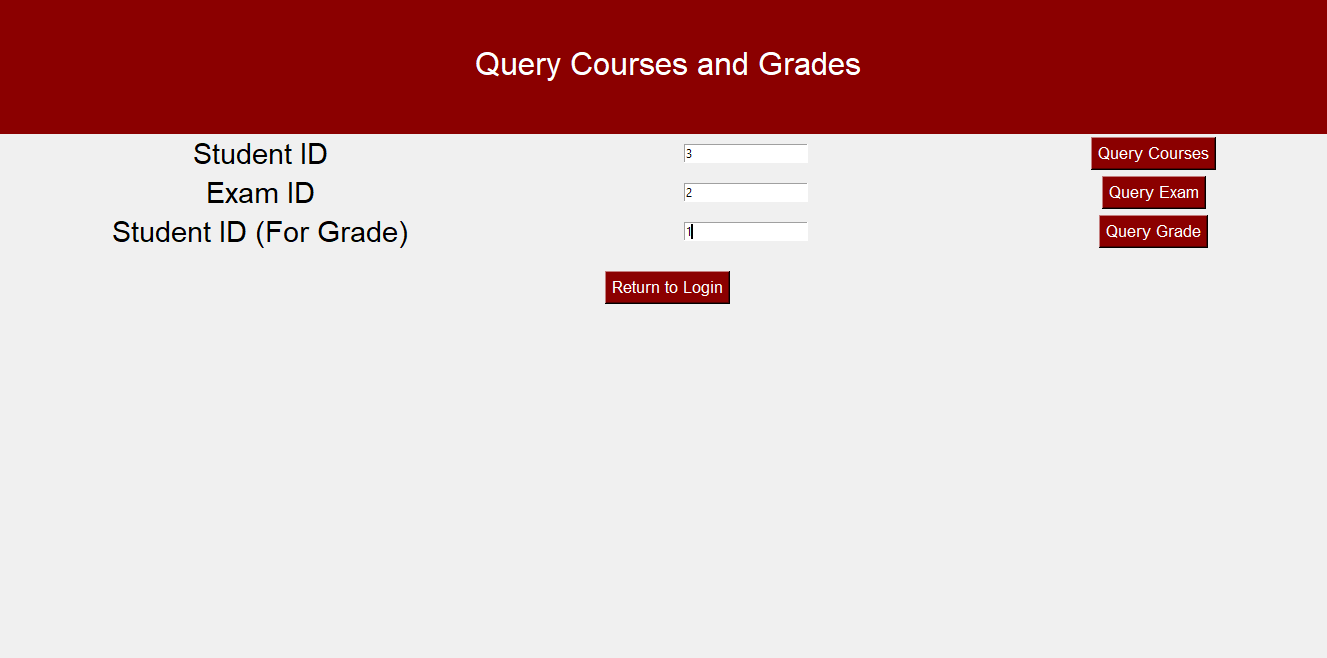 Query Courses and Grades
Student ID 3 Query Courses
Exam ID 2 Query Exam
Student ID (For Grade) 1 Query Grade
Return to Login